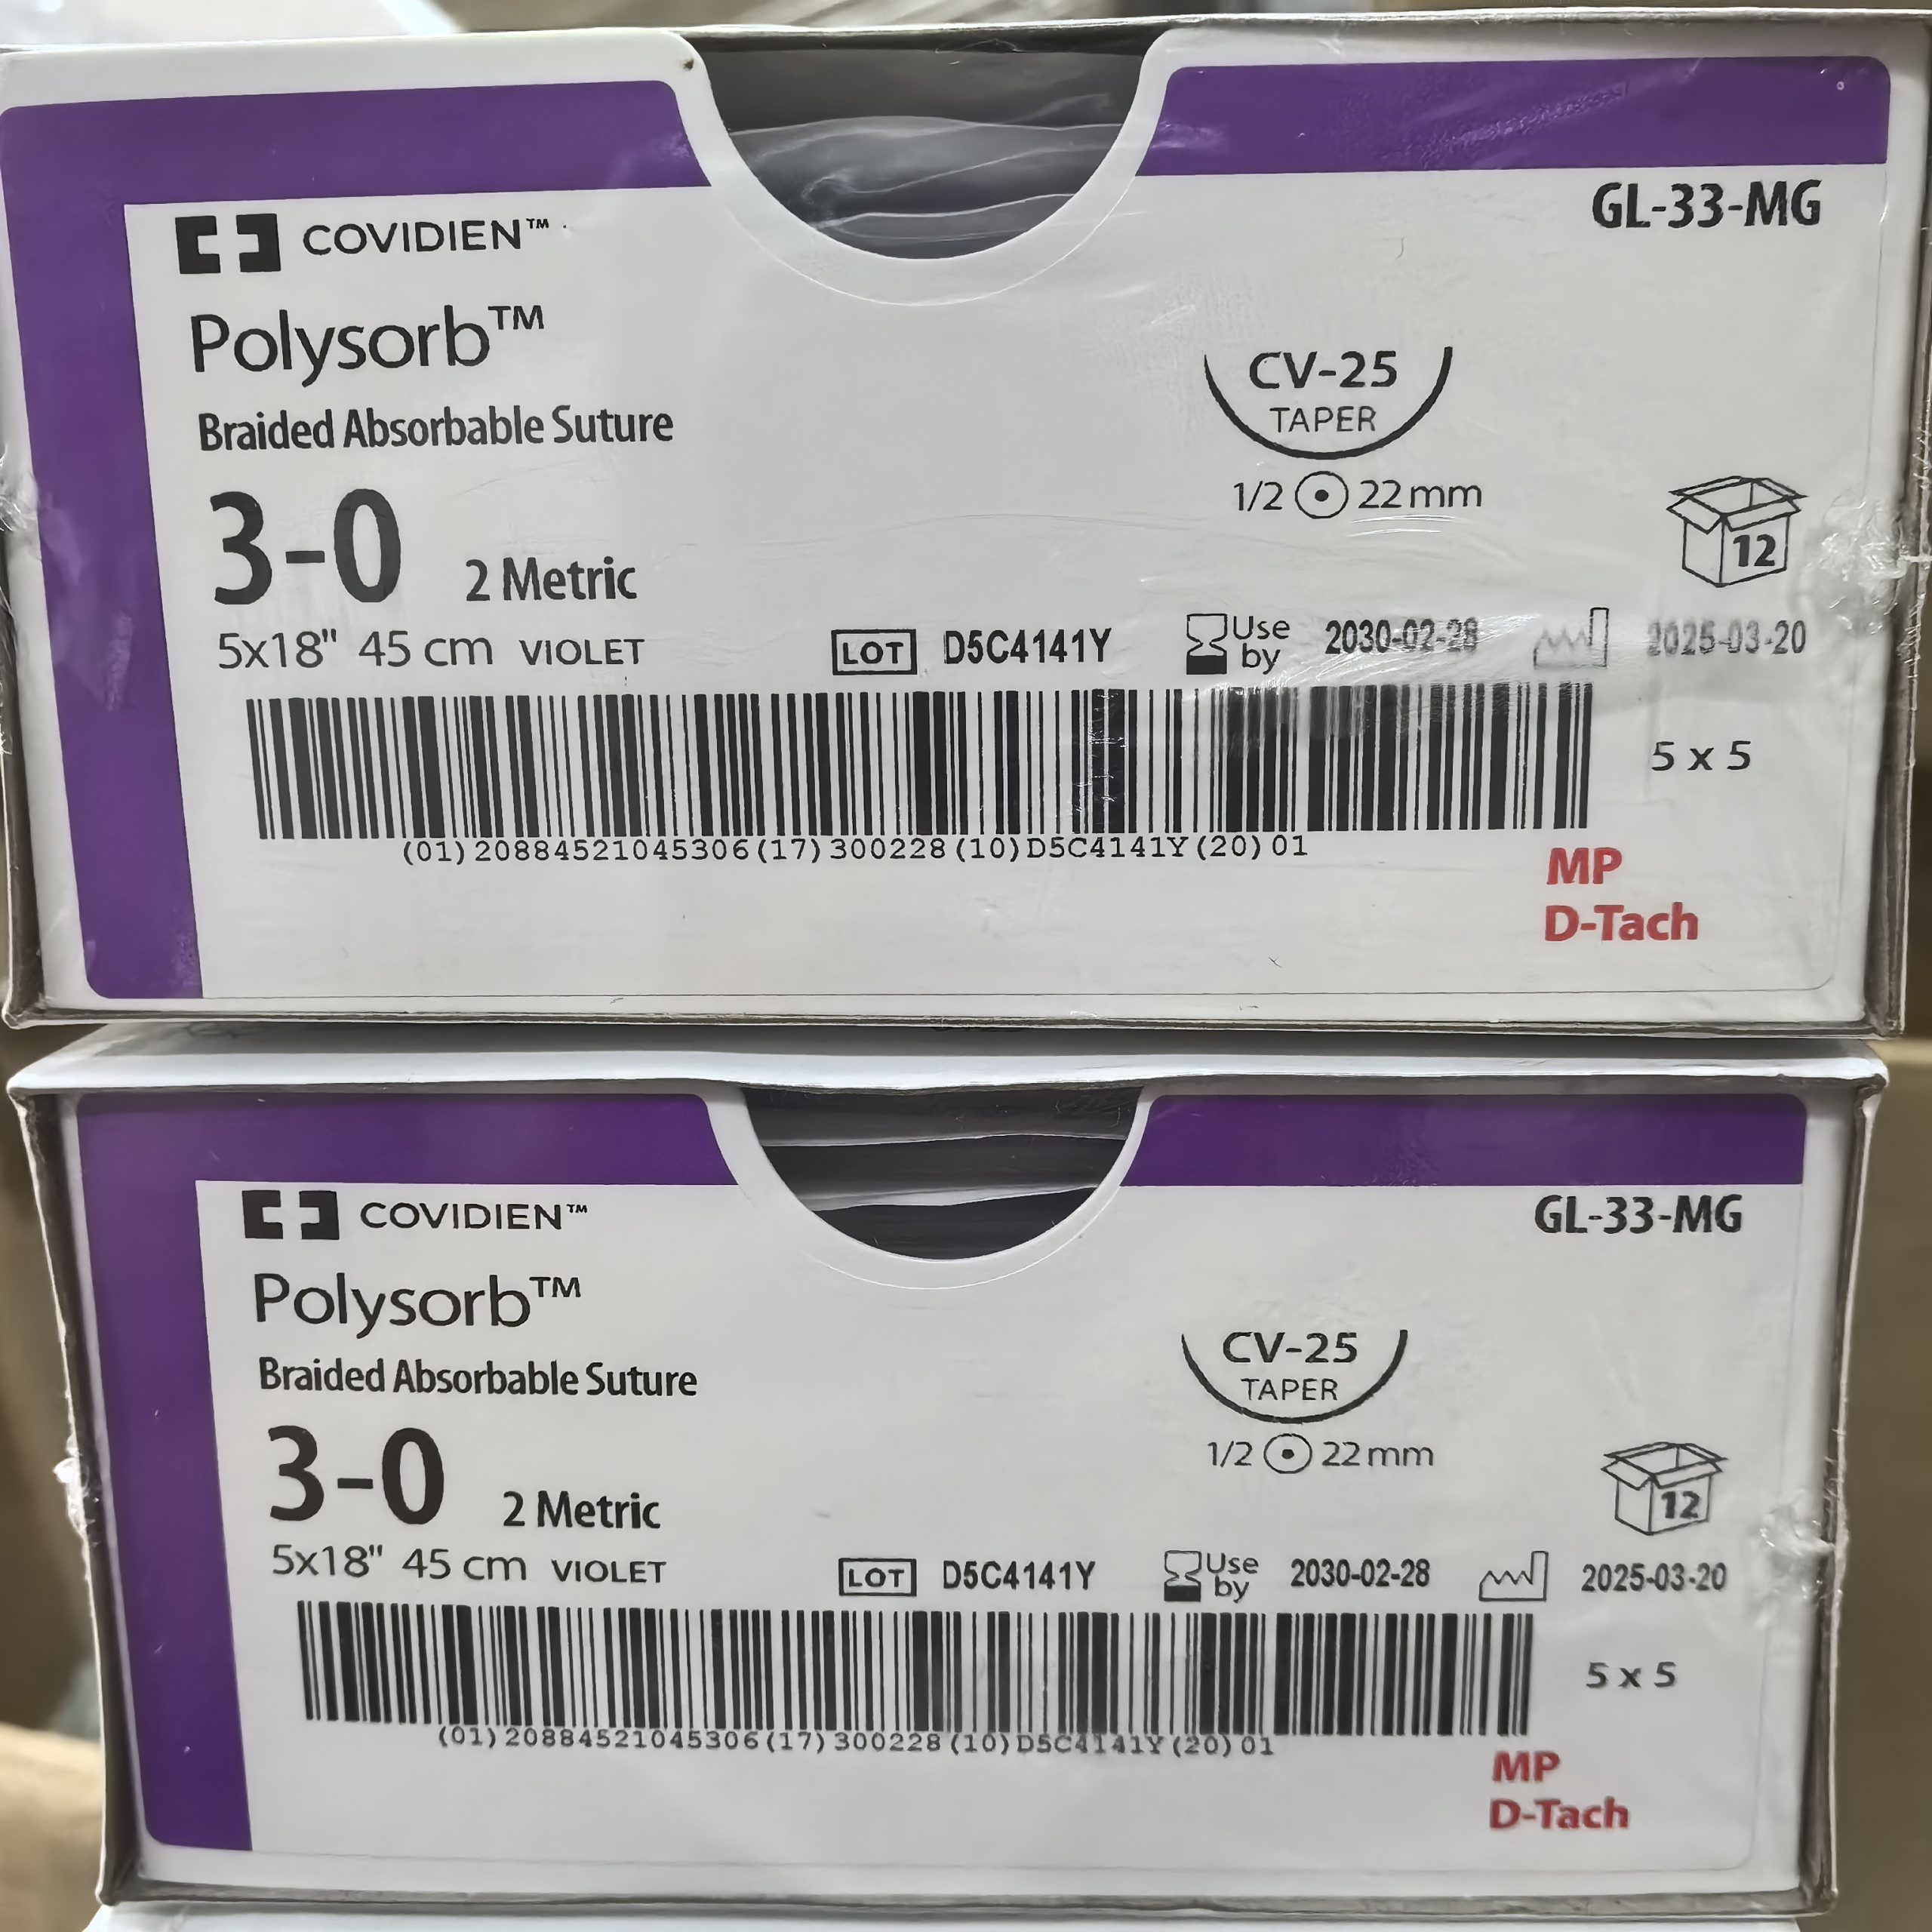 COVIDIEN™
GL-33-MG
Polysorb™
CV-25
TAPER
Braided Absorbable Suture
1/2 22 mm
3-0 2 Metric
12
5x18" 45 cm VIOLET
LOT D5C4141Y Use by 2030-02-28 2025-03-20
5 x 5
(01)20884521045306(17)300228(10)D5C4141Y(20)01
MP
D-Tach
COVIDIEN™
GL-33-MG
Polysorb™
CV-25
TAPER
Braided Absorbable Suture
1/2 22 mm
3-0 2 Metric
12
5x18" 45 cm VIOLET
LOT D5C4141Y Use by 2030-02-28 2025-03-20
5 x 5
(01)20884521045306(17)300228(10)D5C4141Y(20)01
MP
D-Tach